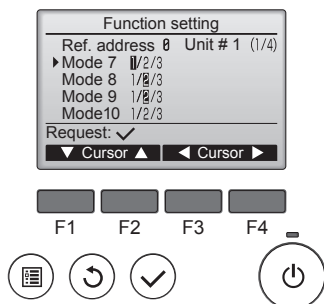 Function setting
Ref. address 0 Unit # 1 (1/4)
Mode 7 1/2/3
Mode 8 1/2/3
Mode 9 1/2/3
Mode10 1/2/3
Request: ✓
▼ Cursor ▲ ◀ Cursor ▶
F1 F2 F3 F4